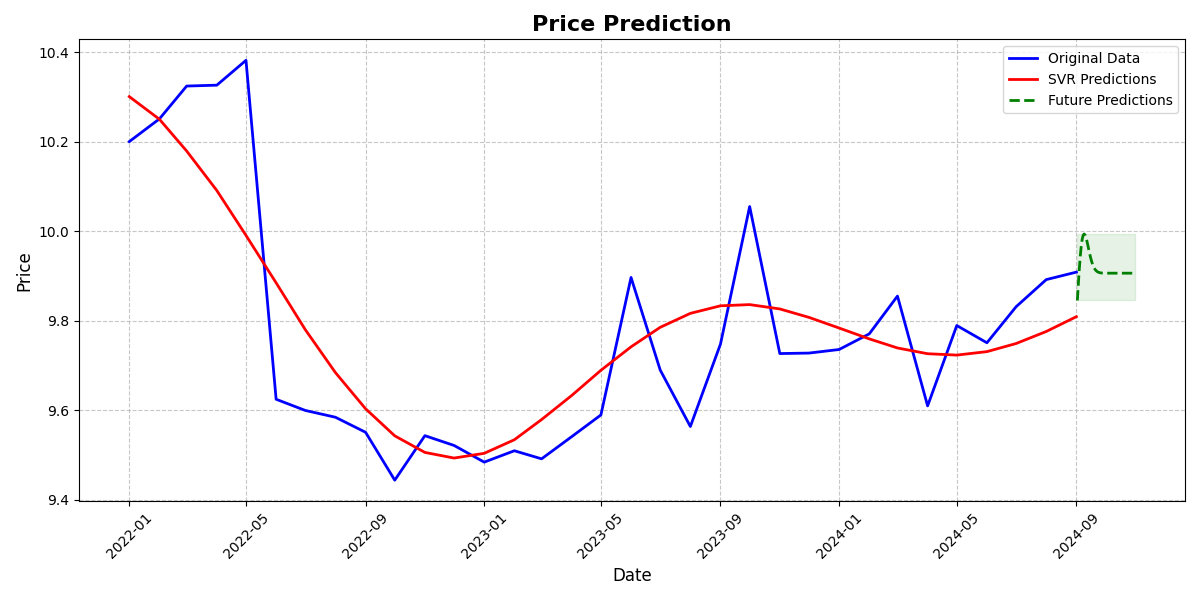 Price Prediction
Original Data
SVR Predictions
Future Predictions
Price
10.4
10.2
10.0
9.8
9.6
9.4
2022-01
2022-05
2022-09
2023-01
2023-05
2023-09
2024-01
2024-05
2024-09
Date